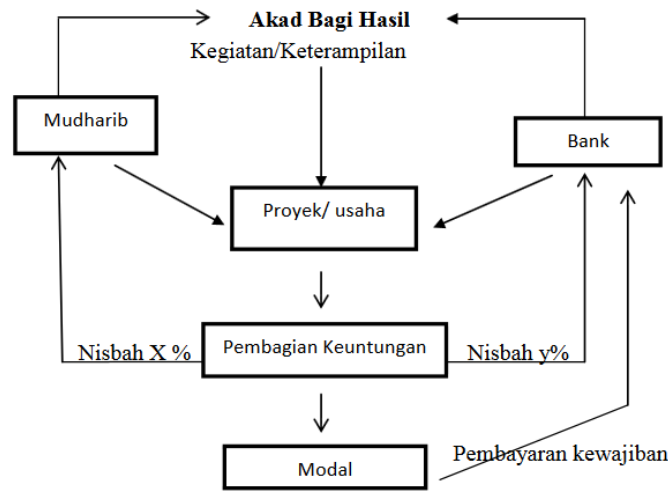 Akad Bagi Hasil
Kegiatan/Keterampilan
Mudharib
Bank
Proyek/ usaha
Nisbah X %
Pembagian Keuntungan
Nisbah y%
Modal
Pembayaran kewajiban